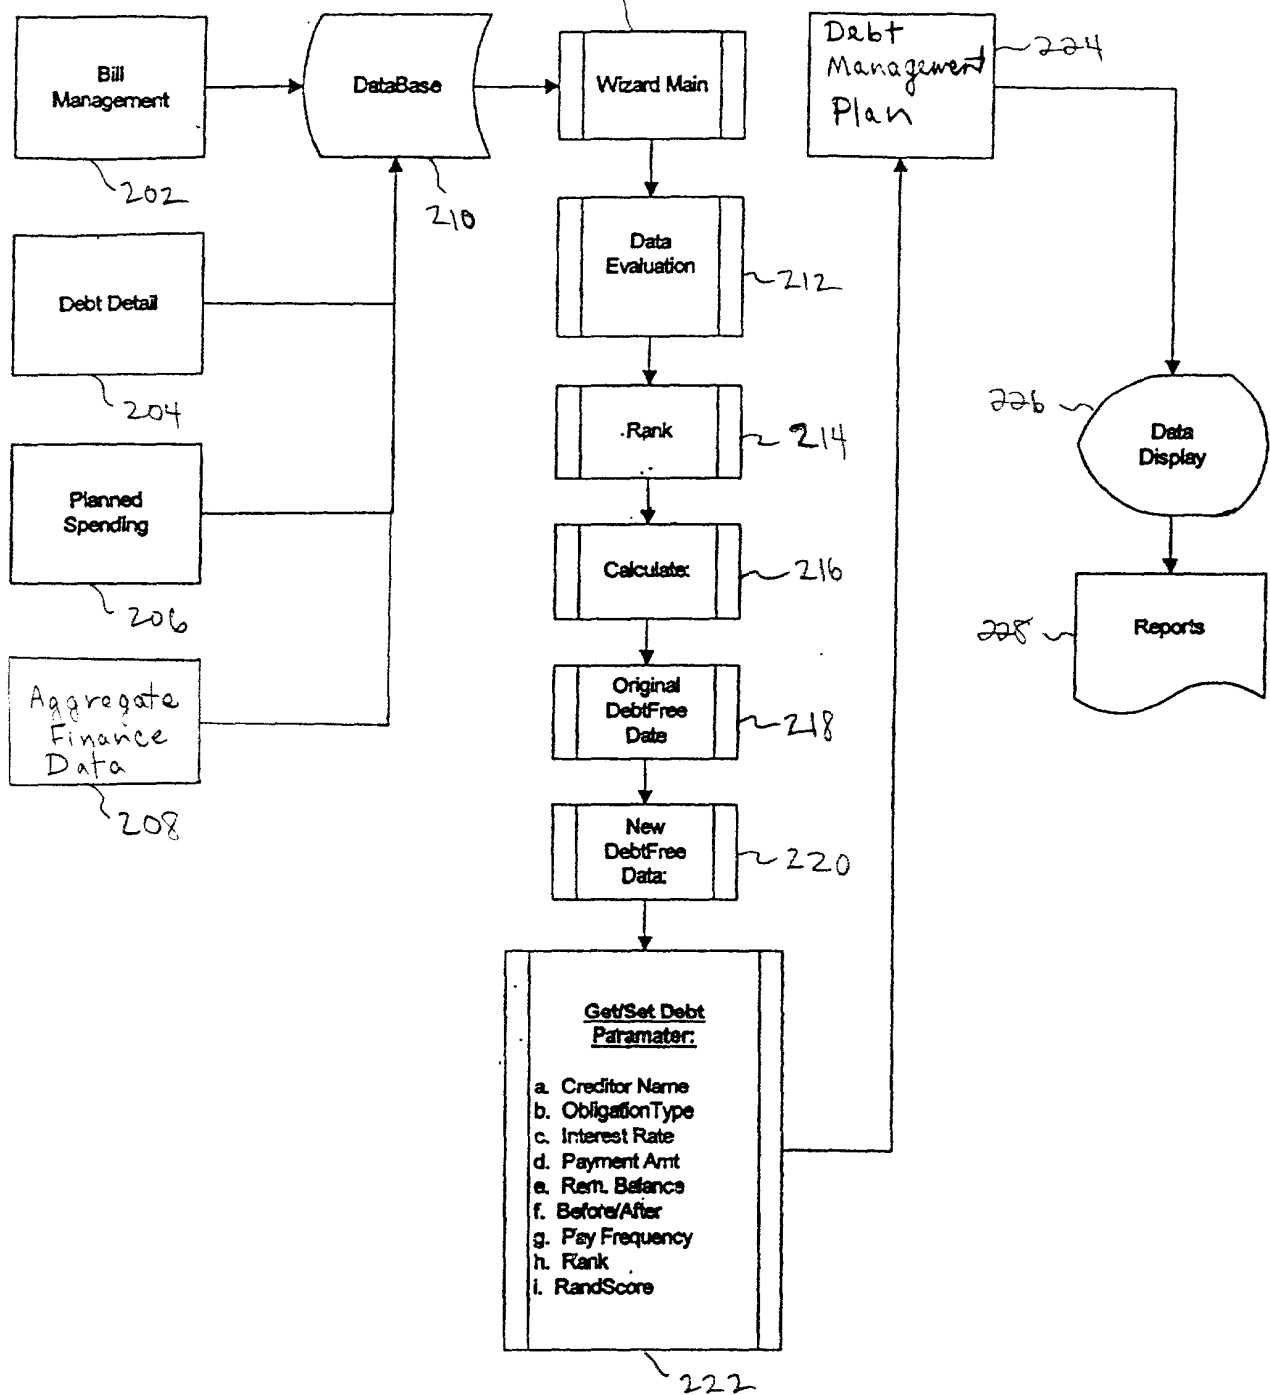 Bill
Management
202
DataBase
210
Wizard Main
Debt
Management
Plan
224
Debt Detail
204
Data
Evaluation
212
Planned
Spending
206
Rank
214
226
Data
Display
Aggregate
Finance
Data
208
Calculate:
216
228
Reports
Original
DebtFree
Date
218
New
DebtFree
Data:
220
Get/Set Debt
Paramater:
a. Creditor Name
b. ObligationType
c. Interest Rate
d. Payment Amt
e. Rem. Balance
f. Before/After
g. Pay Frequency
h. Rank
i. RandScore
222